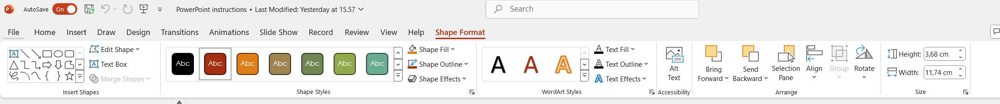 AutoSave On PowerPoint instructions • Last Modified: Yesterday at 15.57 Search
File Home Insert Draw Design Transitions Animations Slide Show Record Review View Help Shape Format
Edit Shape
Text Box
Merge Shapes
Insert Shapes
Abc Abc Abc Abc Abc Abc Abc
Shape Fill
Shape Outline
Shape Effects
Shape Styles
A A A
Text Fill
Text Outline
Text Effects
WordArt Styles
Alt
Text
Accessibility
Bring
Forward
Send
Backward
Selection
Pane
Align
Group
Rotate
Arrange
Height: 3,68 cm
Width: 11,74 cm
Size